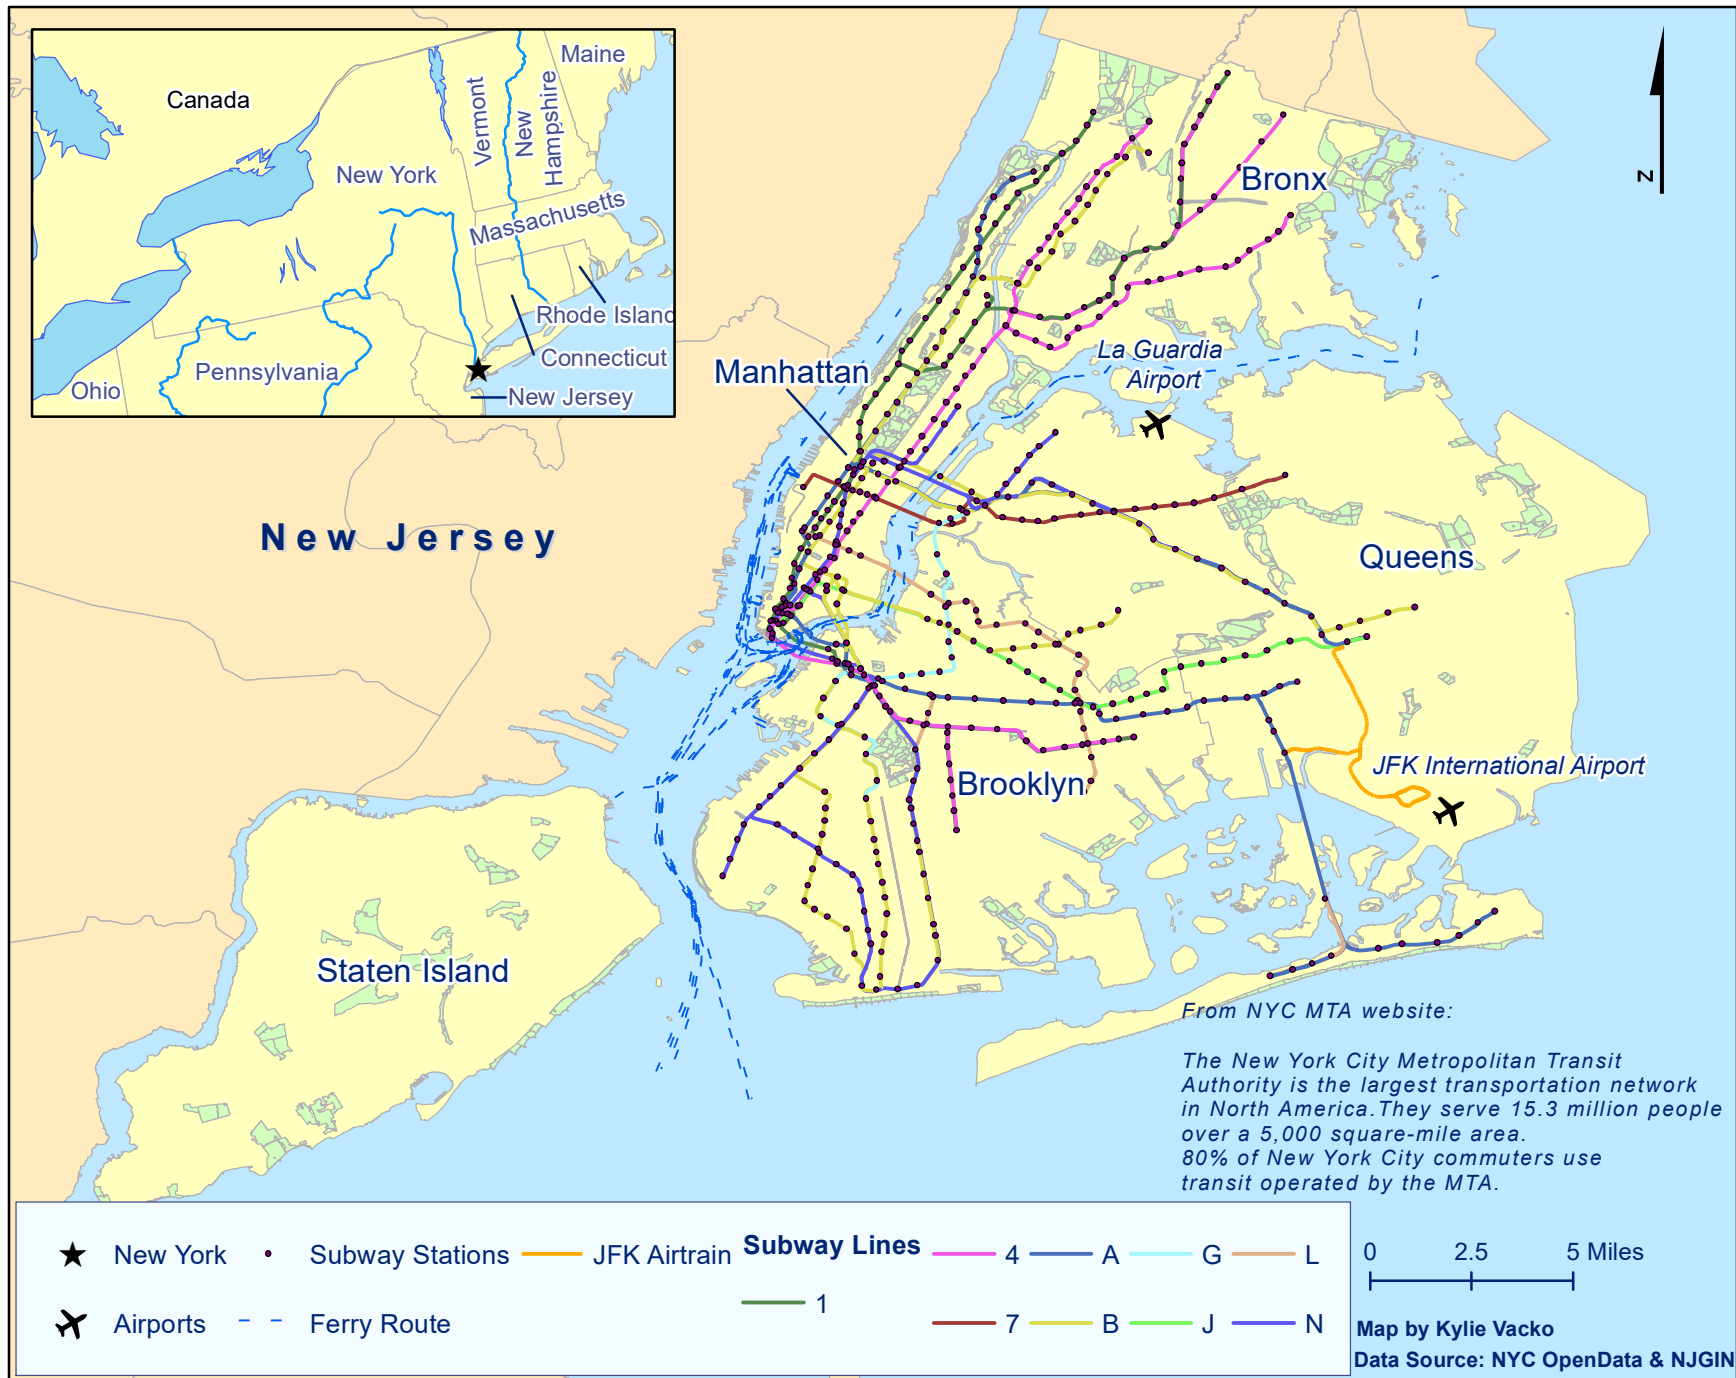 Canada
Maine
Vermont
New
Hampshire
New York
Massachusetts
Rhode Island
Connecticut
Pennsylvania
Ohio
New Jersey
z
Bronx
La Guardia
Airport
Manhattan
New Jersey
Queens
JFK International Airport
Brooklyn
Staten Island
From NYC MTA website:
The New York City Metropolitan Transit
Authority is the largest transportation network
in North America.They serve 15.3 million people
over a 5,000 square-mile area.
80% of New York City commuters use
transit operated by the MTA.
New York
Subway Stations
JFK Airtrain
Subway Lines
4
A
G
L
1
Airports
Ferry Route
7
B
J
N
0 2.5 5 Miles
Map by Kylie Vacko
Data Source: NYC OpenData & NJGIN